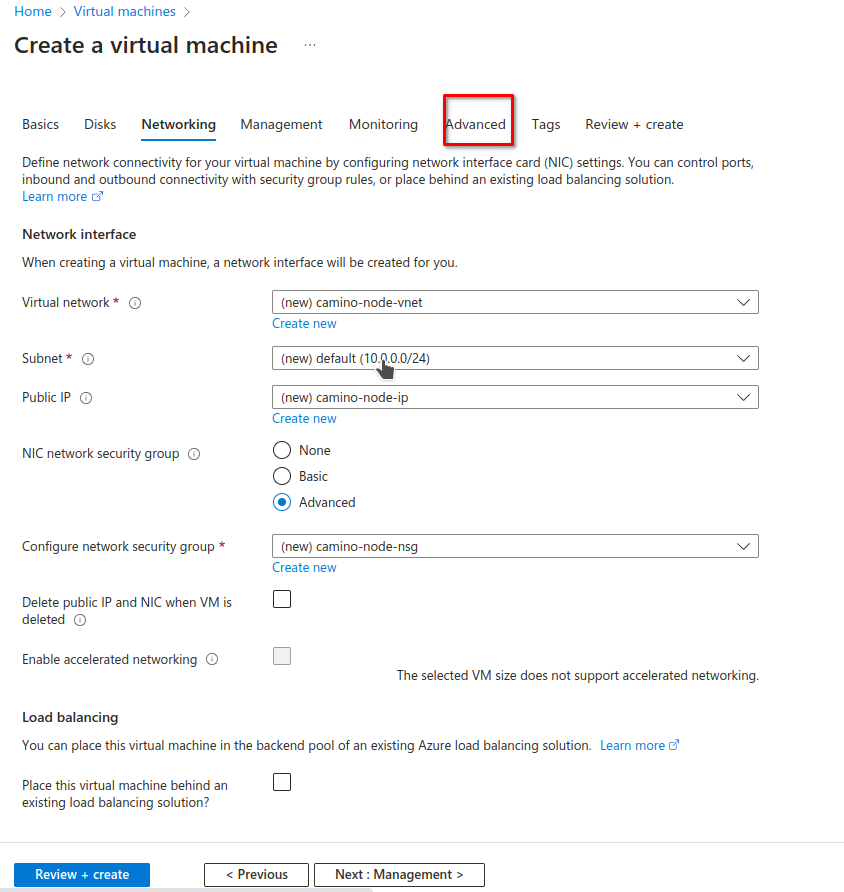 Home > Virtual machines >
Create a virtual machine ...
Basics Disks Networking Management Monitoring Advanced Tags Review + create
Define network connectivity for your virtual machine by configuring network interface card (NIC) settings. You can control ports,
inbound and outbound connectivity with security group rules, or place behind an existing load balancing solution.
Learn more
Network interface
When creating a virtual machine, a network interface will be created for you.
Virtual network *
(new) camino-node-vnet
Create new
Subnet *
(new) default (10.0.0.0/24)
Public IP
(new) camino-node-ip
Create new
NIC network security group
None
Basic
Advanced
Configure network security group *
(new) camino-node-nsg
Create new
Delete public IP and NIC when VM is
deleted
Enable accelerated networking
The selected VM size does not support accelerated networking.
Load balancing
You can place this virtual machine in the backend pool of an existing Azure load balancing solution. Learn more
Place this virtual machine behind an
existing load balancing solution?
Review + create < Previous Next : Management >